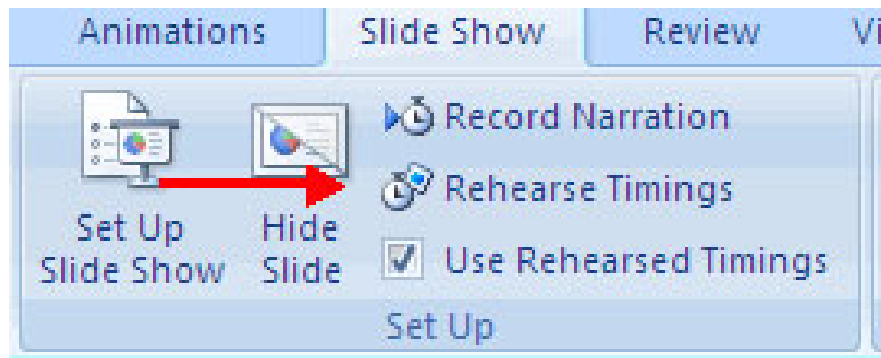 Animations Slide Show Review Vi
Set Up
Slide Show
Hide
Slide
Record Narration
Rehearse Timings
Use Rehearsed Timings
Set Up